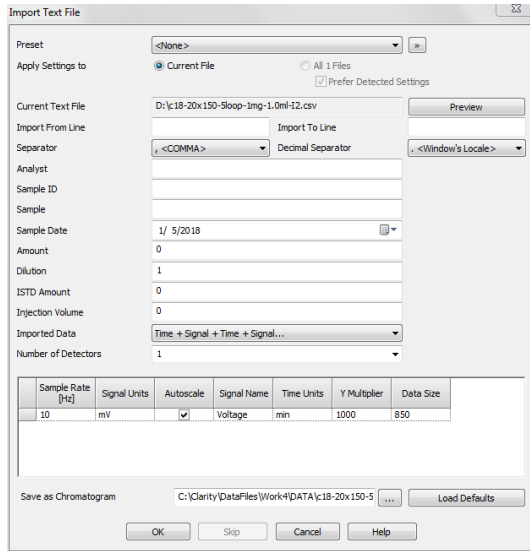 Import Text File
Preset <None> »
Apply Settings to Current File All 1 Files
Prefer Detected Settings
Current Text File D:\c18-20x150-5loop-1mg-1.0ml-I2.csv Preview
Import From Line Import To Line
Separator , <COMMA> Decimal Separator . <Window's Locale>
Analyst
Sample ID
Sample
Sample Date 1/ 5/2018
Amount 0
Dilution 1
ISTD Amount 0
Injection Volume 0
Imported Data Time + Signal + Time + Signal...
Number of Detectors 1
Sample Rate [Hz] Signal Units Autoscale Signal Name Time Units Y Multiplier Data Size
10 mV Voltage min 1000 850
Save as Chromatogram C:\Clarity\DataFiles\Work4\DATA\c18-20x150-5 ... Load Defaults
OK Skip Cancel Help